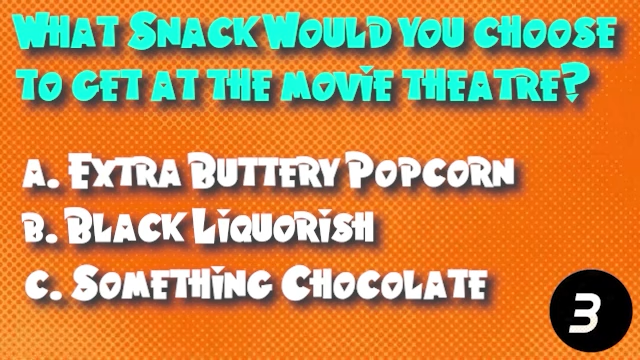 What Snack Would you choose
to get at the movie theatre?
A. Extra Buttery Popcorn
B. Black Liquorish
C. Something Chocolate
3